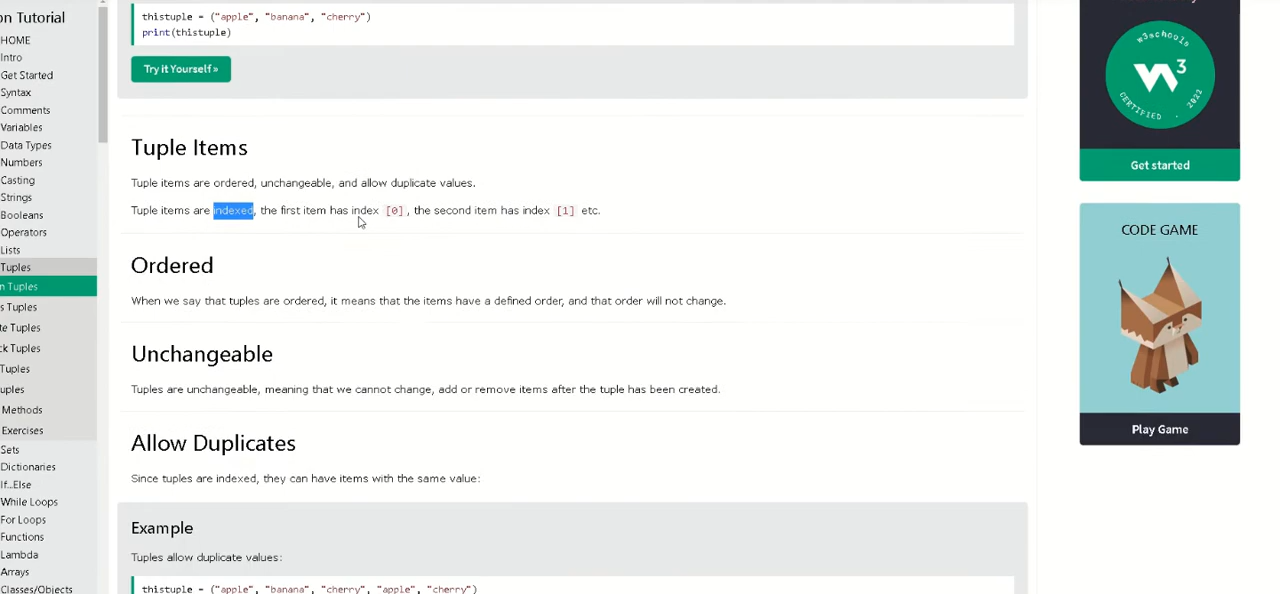 on Tutorial
HOME
Intro
Get Started
Syntax
Comments
Variables
Data Types
Numbers
Casting
Strings
Booleans
Operators
Lists
Tuples
n Tuples
s Tuples
te Tuples
ck Tuples
Tuples
uples
Methods
Exercises
Sets
Dictionaries
If...Else
While Loops
For Loops
Functions
Lambda
Arrays
Classes/Objects
thistuple = ("apple", "banana", "cherry")
print(thistuple)
Try it Yourself »
Tuple Items
Tuple items are ordered, unchangeable, and allow duplicate values.
Tuple items are indexed, the first item has index [0], the second item has index [1] etc.
Ordered
When we say that tuples are ordered, it means that the items have a defined order, and that order will not change.
Unchangeable
Tuples are unchangeable, meaning that we cannot change, add or remove items after the tuple has been created.
Allow Duplicates
Since tuples are indexed, they can have items with the same value:
Example
Tuples allow duplicate values:
thistuple = ("apple", "banana", "cherry", "apple", "cherry")
w3schools
w3
CERTIFIED . 2022
Get started
CODE GAME
Play Game